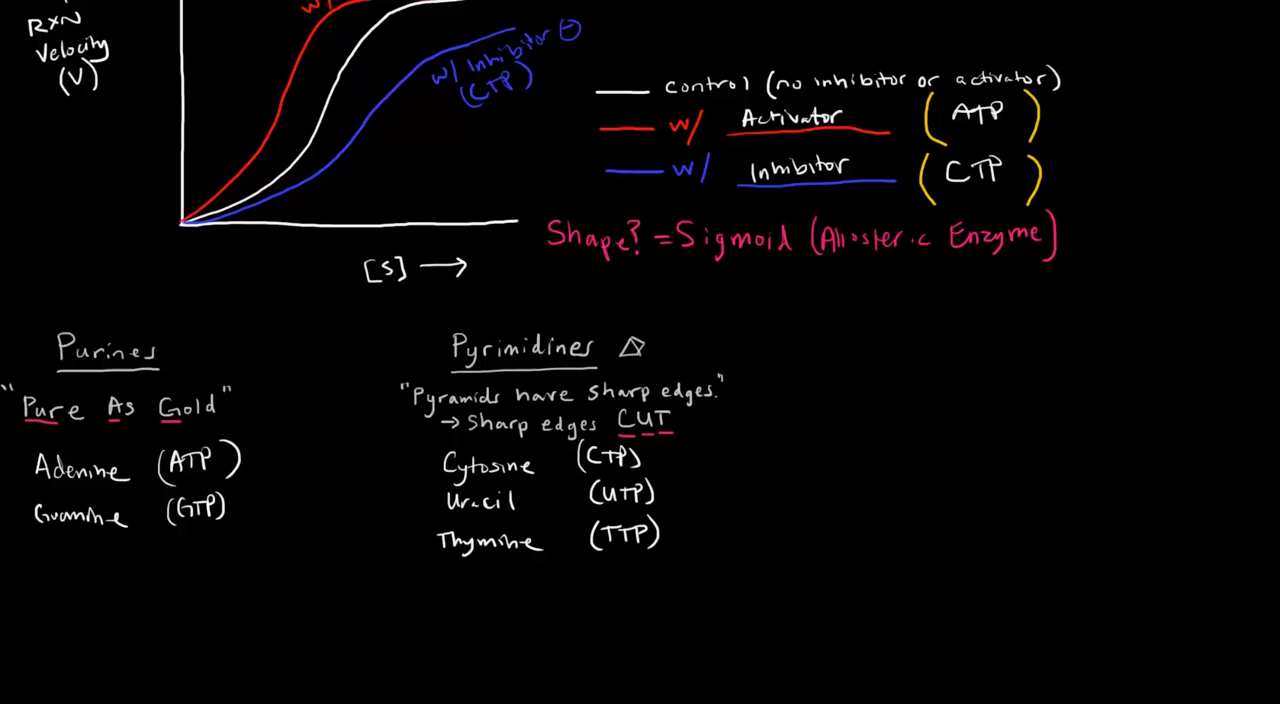 w/
RXN
Velocity
(V)
w/ Inhibitor ⊖
(CTP)
[S] →
control (no inhibitor or activator)
w/ Activator (ATP)
w/ Inhibitor (CTP)
Shape? = Sigmoid (Allosteric Enzyme)
Purines
"Pure As Gold"
Adenine (ATP)
Guanine (GTP)
Pyrimidines
"Pyramids have sharp edges."
→ Sharp edges CUT
Cytosine (CTP)
Uracil (UTP)
Thymine (TTP)